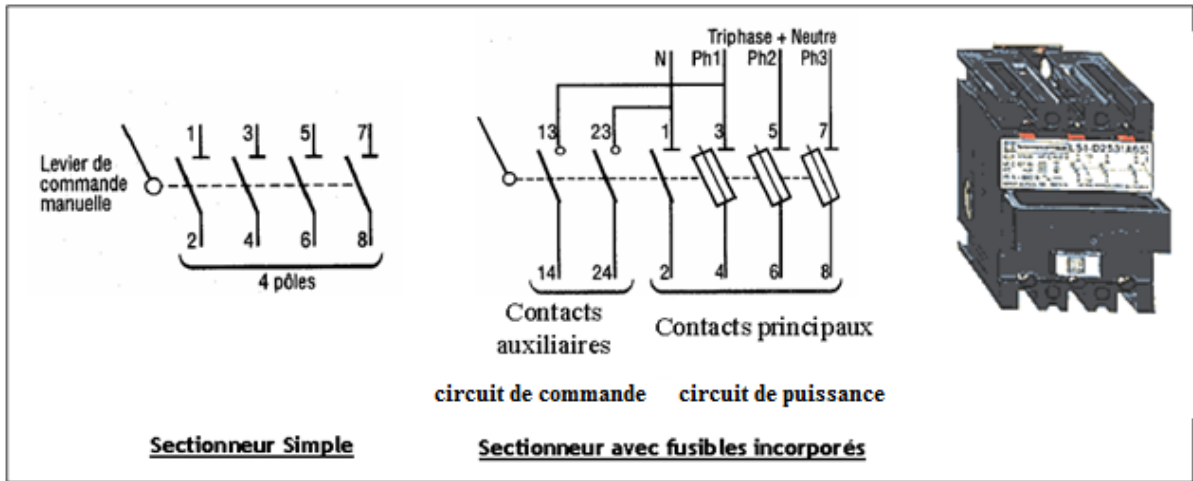 Levier de
commande
manuelle
1 3 5 7
2 4 6 8
4 pôles
Triphase + Neutre
N Ph1 Ph2 Ph3
13 23 1 3 5 7
14 24 2 4 6 8
Contacts
auxiliaires
Contacts principaux
circuit de commande circuit de puissance
Sectionneur Simple
Sectionneur avec fusibles incorporés